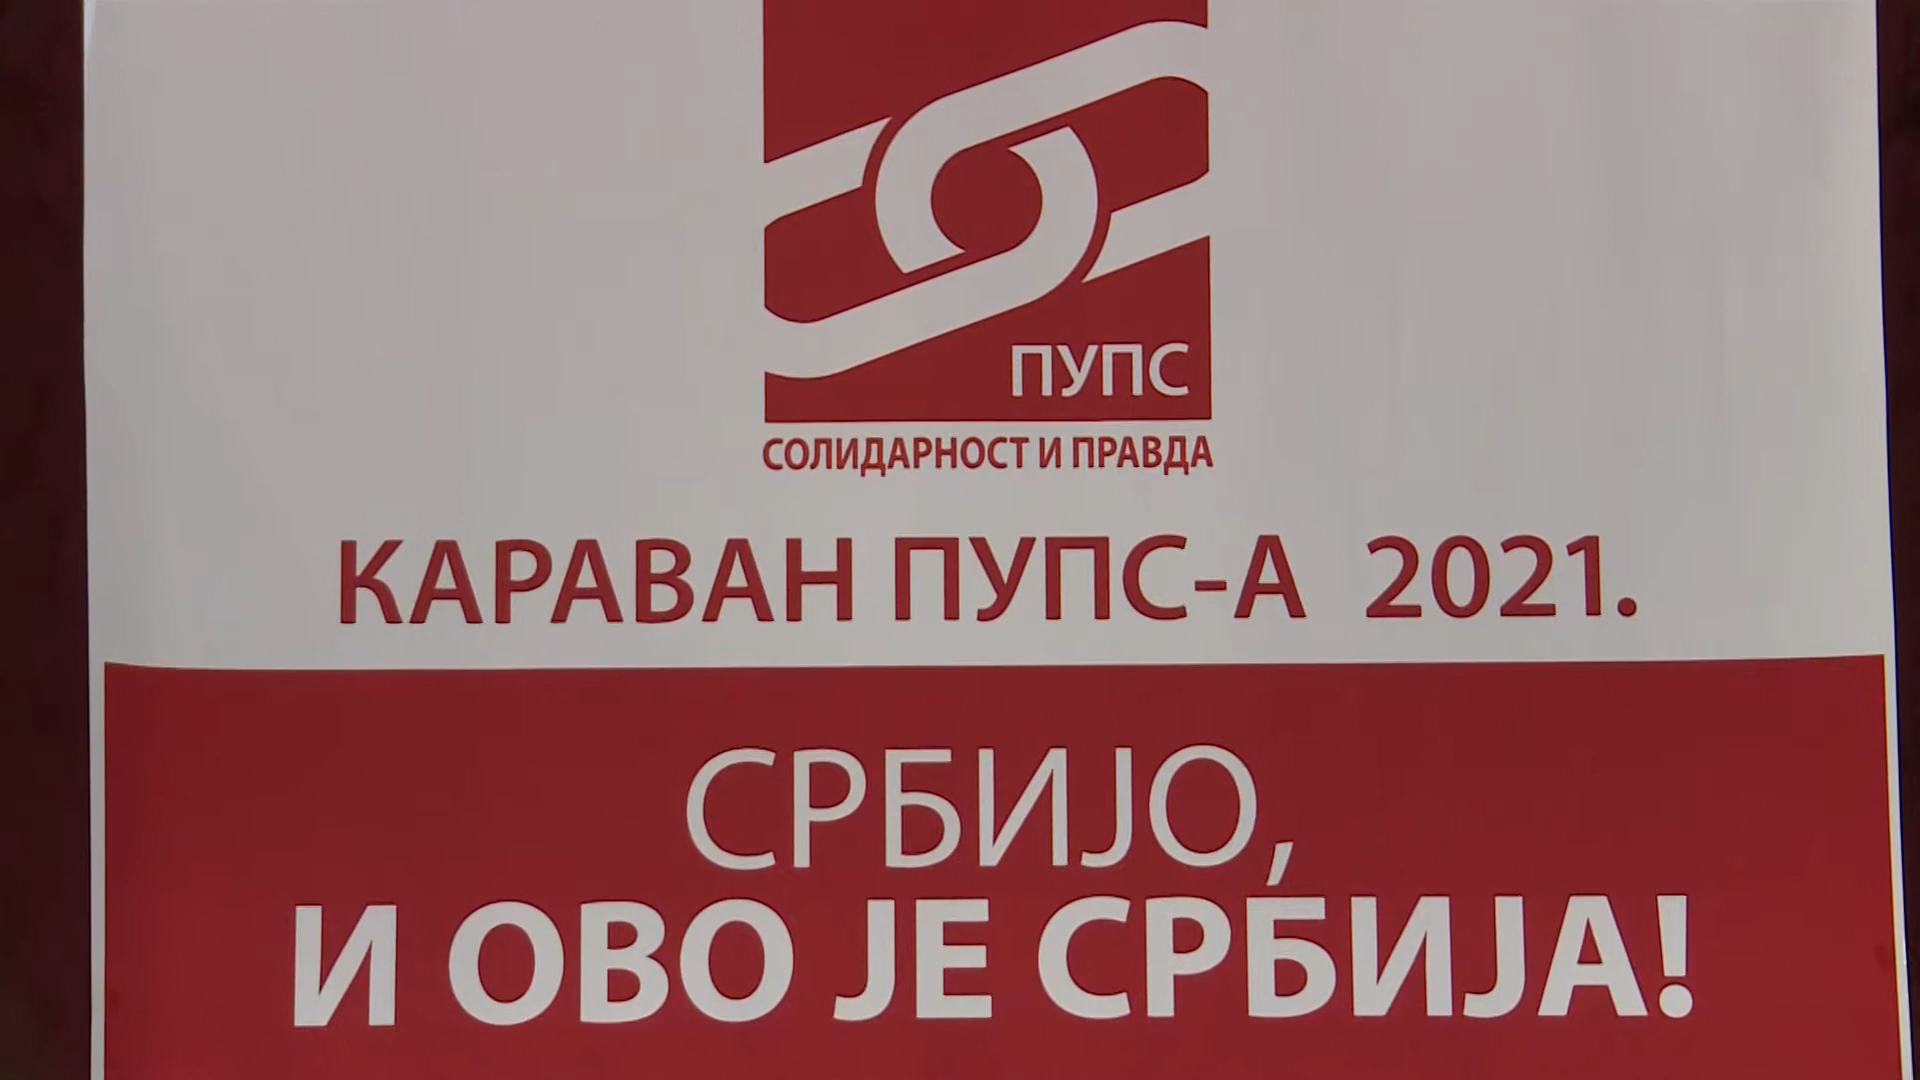 ПУПС
СОЛИДАРНОСТ И ПРАВДА
КАРАВАН ПУПС-А 2021.
СРБИЈО,
И ОВО ЈЕ СРБИЈА!